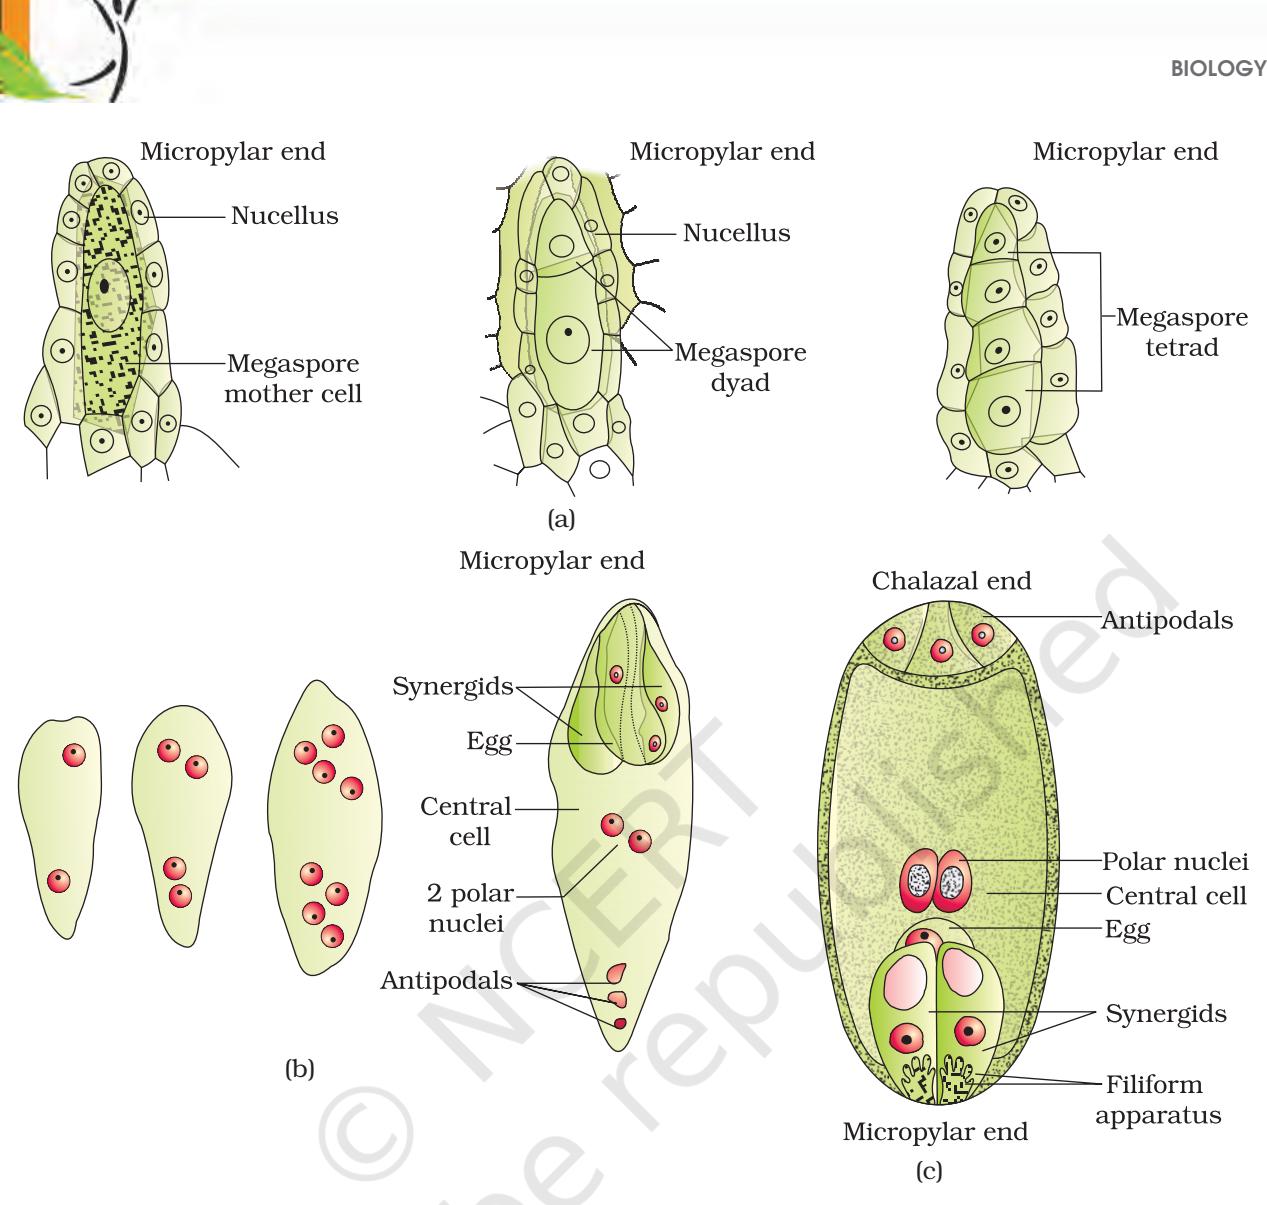 BIOLOGY
Micropylar end
Nucellus
Megaspore
mother cell
Micropylar end
Nucellus
Megaspore
dyad
Micropylar end
Megaspore
tetrad
(a)
Micropylar end
Synergids
Egg
Central
cell
2 polar
nuclei
Antipodals
(b)
Chalazal end
Antipodals
Polar nuclei
Central cell
Egg
Synergids
Filiform
apparatus
Micropylar end
(c)
© NCERT
be republished